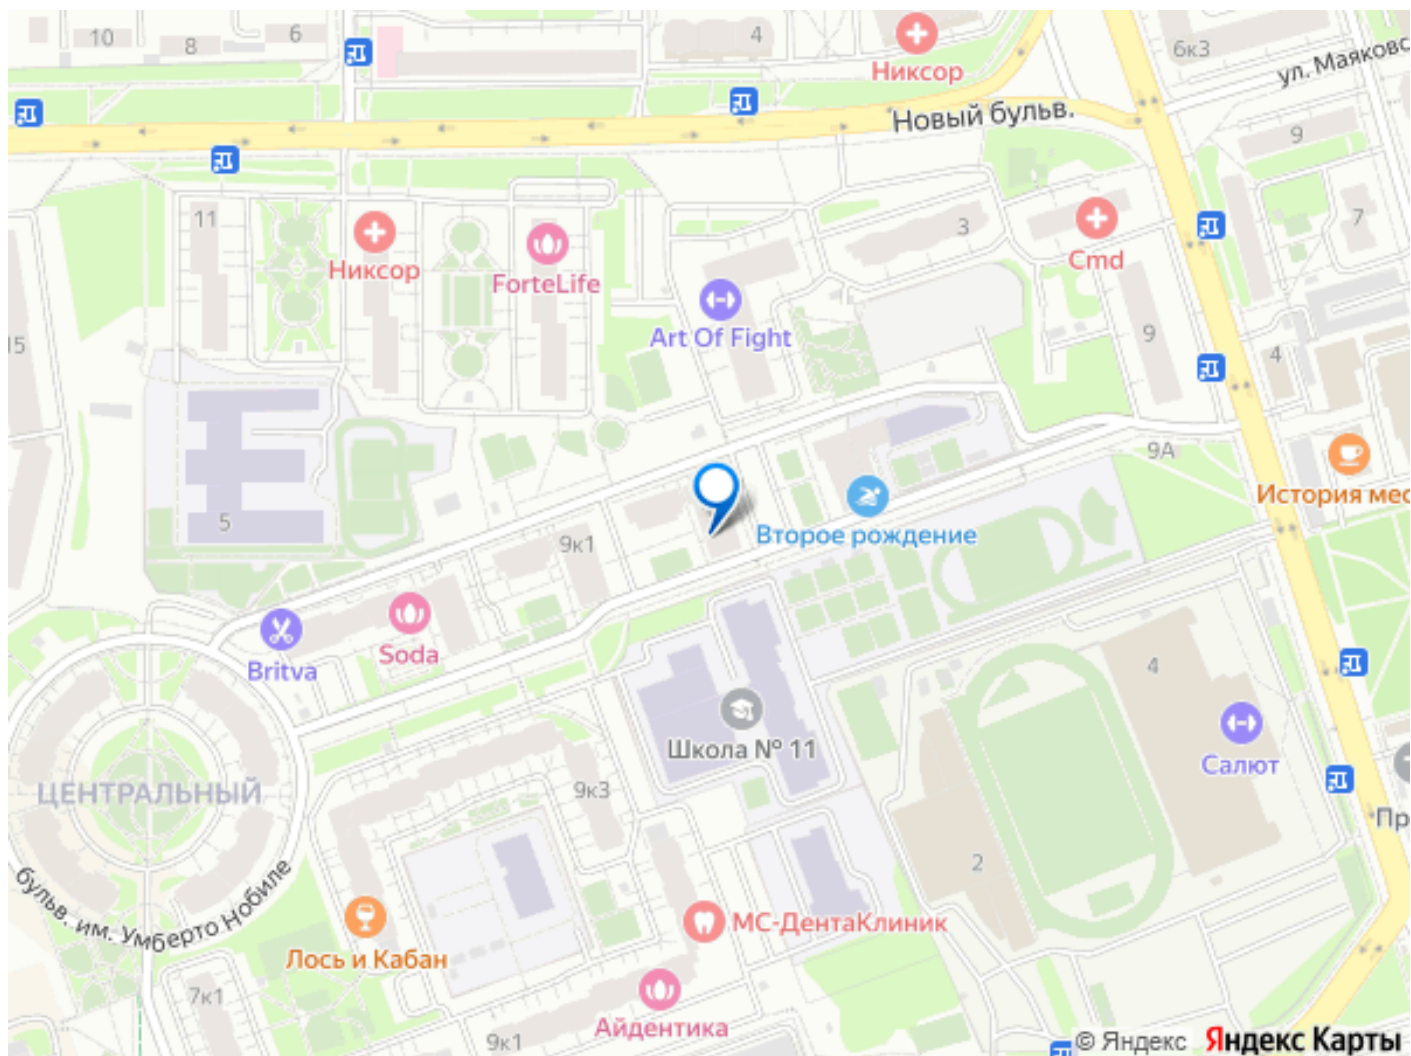 10
8
6
4
Никсор
6к3
ул. Маяковс
Новый бульв.
9
11
Никсор
ForteLife
3
Cmd
7
Art Of Fight
15
9
4
9А
История мес
5
Второе рождение
9к1
Britva
Soda
4
Школа № 11
Салют
ЦЕНТРАЛЬНЫЙ
9к3
Пр
2
бульв. им. Умберто Нобиле
МС-ДентаКлиник
Лось и Кабан
7к1
Айдентика
9к1
© Яндекс Яндекс Карты